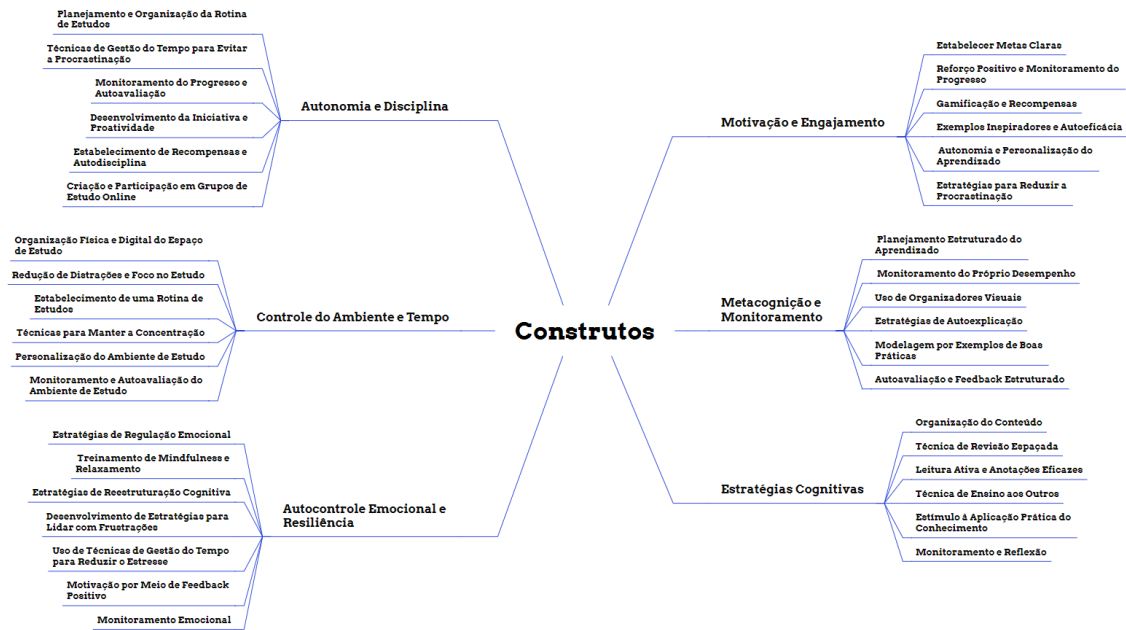 Planejamento e Organização da Rotina
de Estudos
Técnicas de Gestão do Tempo para Evitar
a Procrastinação
Monitoramento do Progresso e
Autoavaliação
Desenvolvimento da Iniciativa e
Proatividade
Estabelecimento de Recompensas e
Autodisciplina
Criação e Participação em Grupos de
Estudo Online
Autonomia e Disciplina
Organização Física e Digital do Espaço
de Estudo
Redução de Distrações e Foco no Estudo
Estabelecimento de uma Rotina de
Estudos
Técnicas para Manter a Concentração
Personalização do Ambiente de Estudo
Monitoramento e Autoavaliação do
Ambiente de Estudo
Controle do Ambiente e Tempo
Estratégias de Regulação Emocional
Treinamento de Mindfulness e
Relaxamento
Estratégias de Reestruturação Cognitiva
Desenvolvimento de Estratégias para
Lidar com Frustrações
Uso de Técnicas de Gestão do Tempo
para Reduzir o Estresse
Motivação por Meio de Feedback
Positivo
Monitoramento Emocional
Autocontrole Emocional e
Resiliência
Construtos
Motivação e Engajamento
Estabelecer Metas Claras
Reforço Positivo e Monitoramento do
Progresso
Gamificação e Recompensas
Exemplos Inspiradores e Autoeficácia
Autonomia e Personalização do
Aprendizado
Estratégias para Reduzir a
Procrastinação
Metacognição e
Monitoramento
Planejamento Estruturado do
Aprendizado
Monitoramento do Próprio Desempenho
Uso de Organizadores Visuais
Estratégias de Autoexplicação
Modelagem por Exemplos de Boas
Práticas
Autoavaliação e Feedback Estruturado
Estratégias Cognitivas
Organização do Conteúdo
Técnica de Revisão Espaçada
Leitura Ativa e Anotações Eficazes
Técnica de Ensino aos Outros
Estímulo à Aplicação Prática do
Conhecimento
Monitoramento e Reflexão